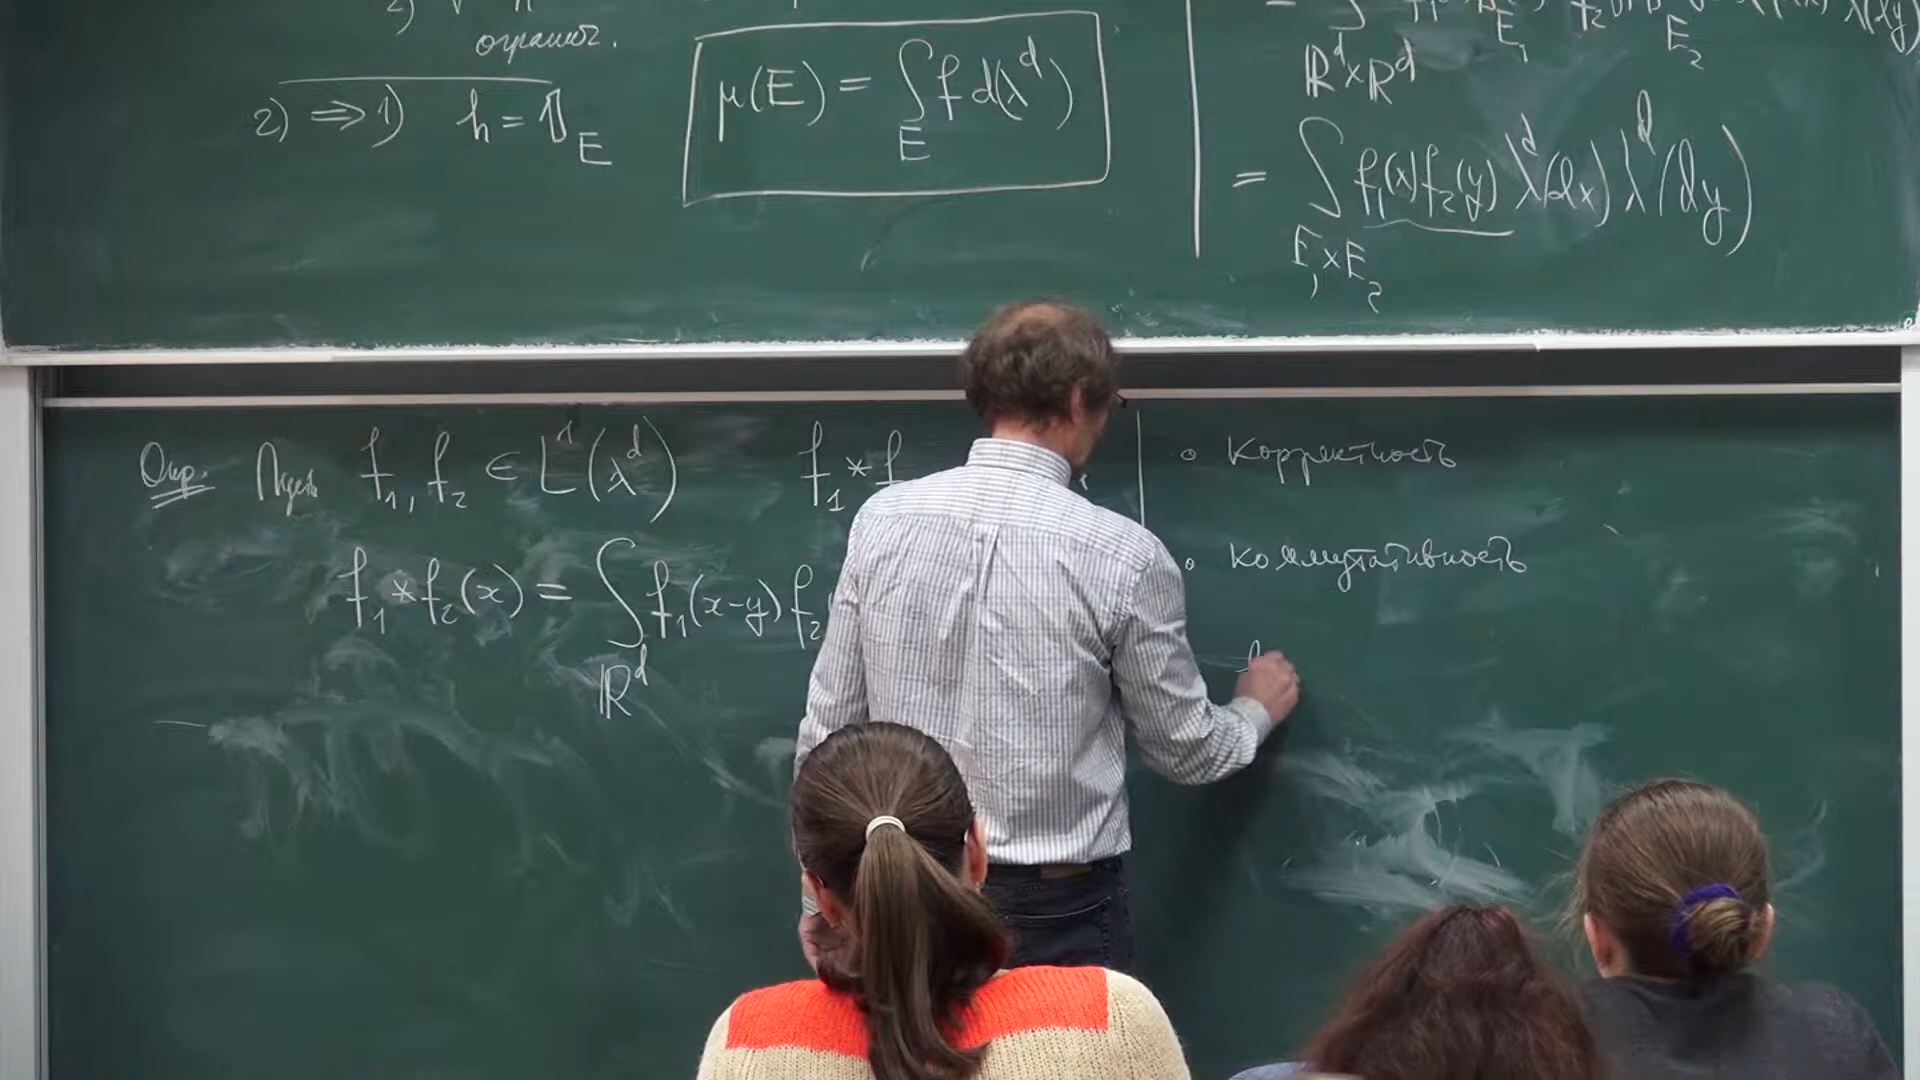 огранич.
2) ⇒ 1) h = 𝟙_E
μ(E) = ∫_E f d(λ^d)
ℝ^d×ℝ^d
= ∫_{E_1×E_2} f_1(x) f_2(y) λ^d(dx) λ^d(dy)
Опр. Пусть f_1, f_2 ∈ L^1(λ^d) f_1 * f
f_1 * f_2(x) = ∫_{ℝ^d} f_1(x-y) f_2
• Корректность
• Коммутативность